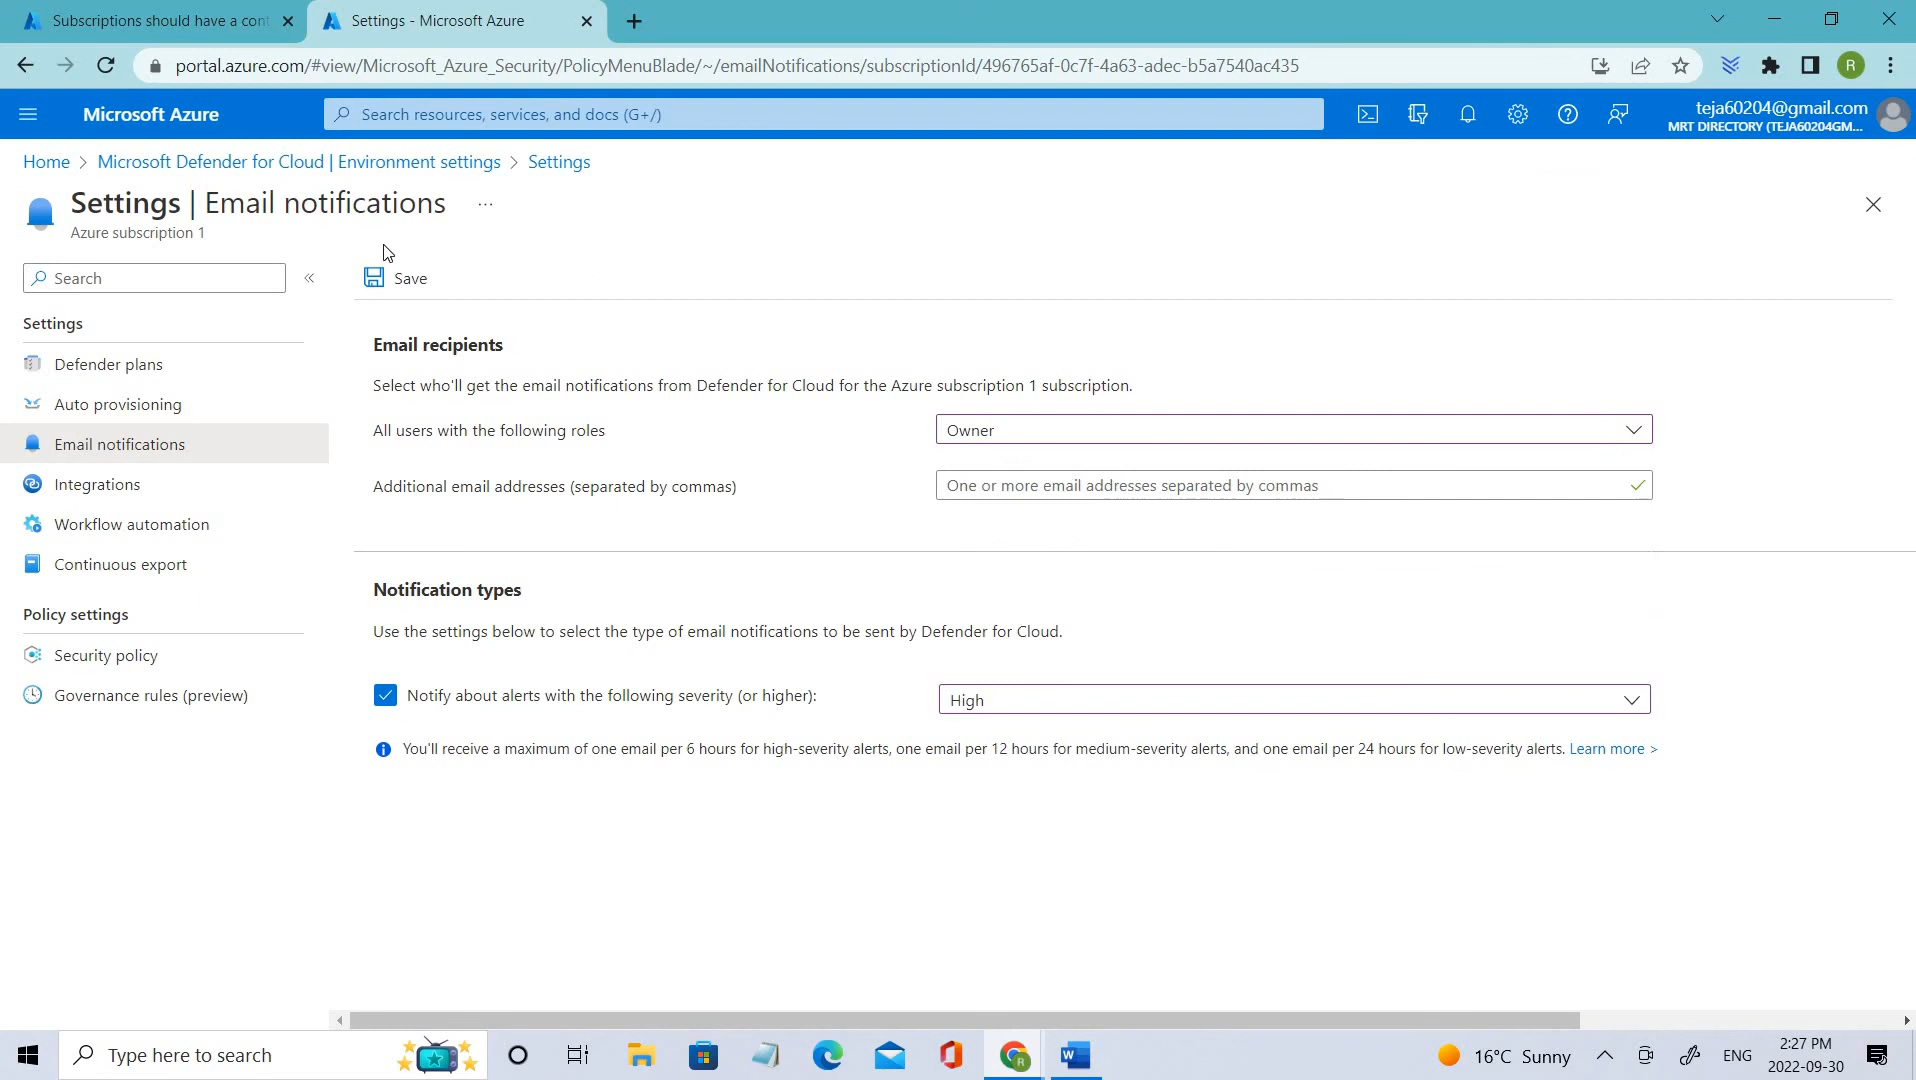 Subscriptions should have a cont
Settings - Microsoft Azure
portal.azure.com/#view/Microsoft_Azure_Security/PolicyMenuBlade/~/emailNotifications/subscriptionId/496765af-0c7f-4a63-adec-b5a7540ac435
R
Microsoft Azure
Search resources, services, and docs (G+/)
teja60204@gmail.com
MRT DIRECTORY (TEJA60204GM...
Home > Microsoft Defender for Cloud | Environment settings > Settings
Settings | Email notifications ...
Azure subscription 1
Search
«
Save
Settings
Defender plans
Auto provisioning
Email notifications
Integrations
Workflow automation
Continuous export
Policy settings
Security policy
Governance rules (preview)
Email recipients
Select who'll get the email notifications from Defender for Cloud for the Azure subscription 1 subscription.
All users with the following roles
Owner
Additional email addresses (separated by commas)
One or more email addresses separated by commas
Notification types
Use the settings below to select the type of email notifications to be sent by Defender for Cloud.
Notify about alerts with the following severity (or higher):
High
You'll receive a maximum of one email per 6 hours for high-severity alerts, one email per 12 hours for medium-severity alerts, and one email per 24 hours for low-severity alerts. Learn more >
Type here to search
16°C Sunny
ENG
2:27 PM
2022-09-30